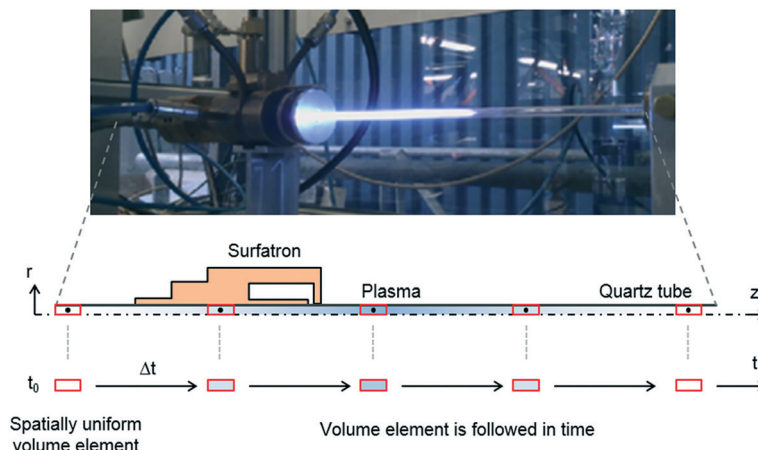 Surfatron
r
Plasma
Quartz tube
z
t₀
Δt
t
Spatially uniform
volume element
Volume element is followed in time